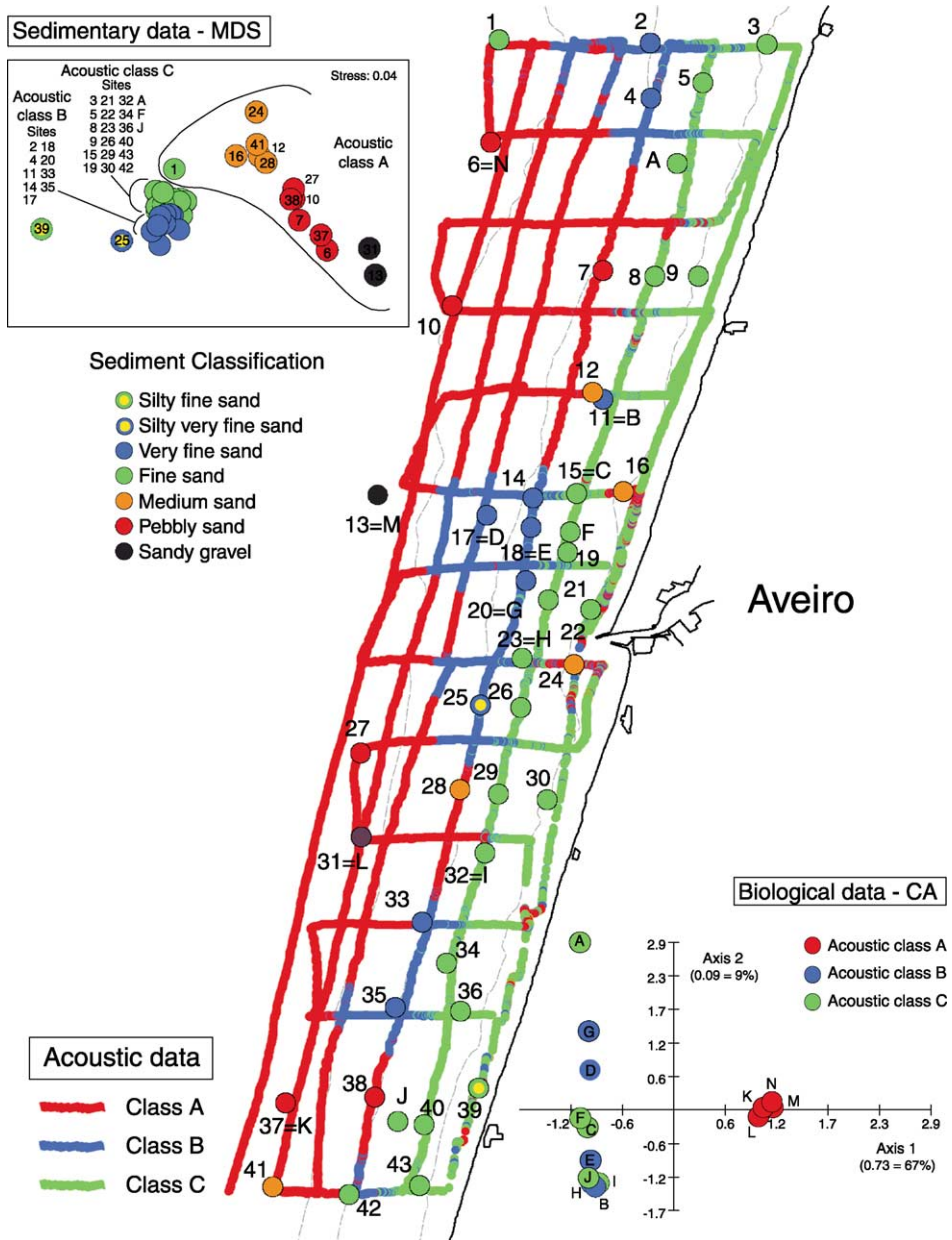 Sedimentary data - MDS
Acoustic class C
Sites
3 21 32 A
5 22 34 F
8 23 36 J
9 26 40
15 29 43
19 30 42
Acoustic
class B
Sites
2 18
4 20
11 33
14 35
17
Stress: 0.04
Acoustic
class A
24
41
12
16
28
1
27
38
10
7
37
6
31
13
39
25
Sediment Classification
Silty fine sand
Silty very fine sand
Very fine sand
Fine sand
Medium sand
Pebbly sand
Sandy gravel
1
2
3
4
5
6=N
A
7
8
9
10
12
11=B
13=M
14
15=C
16
17=D
18=E
F
19
20=G
21
22
23=H
24
Aveiro
25
26
27
28
29
30
31=L
32=I
33
34
35
36
37=K
38
J
39
40
41
42
43
Acoustic data
Class A
Class B
Class C
Biological data - CA
Acoustic class A
Acoustic class B
Acoustic class C
Axis 2
(0.09 = 9%)
2.9
2.3
1.7
1.2
0.6
-0.6
-1.2
-1.7
-1.2
-0.6
0.6
1.2
1.7
2.3
2.9
Axis 1
(0.73 = 67%)
A
G
D
F
C
E
J
I
H
B
K
N
M
L